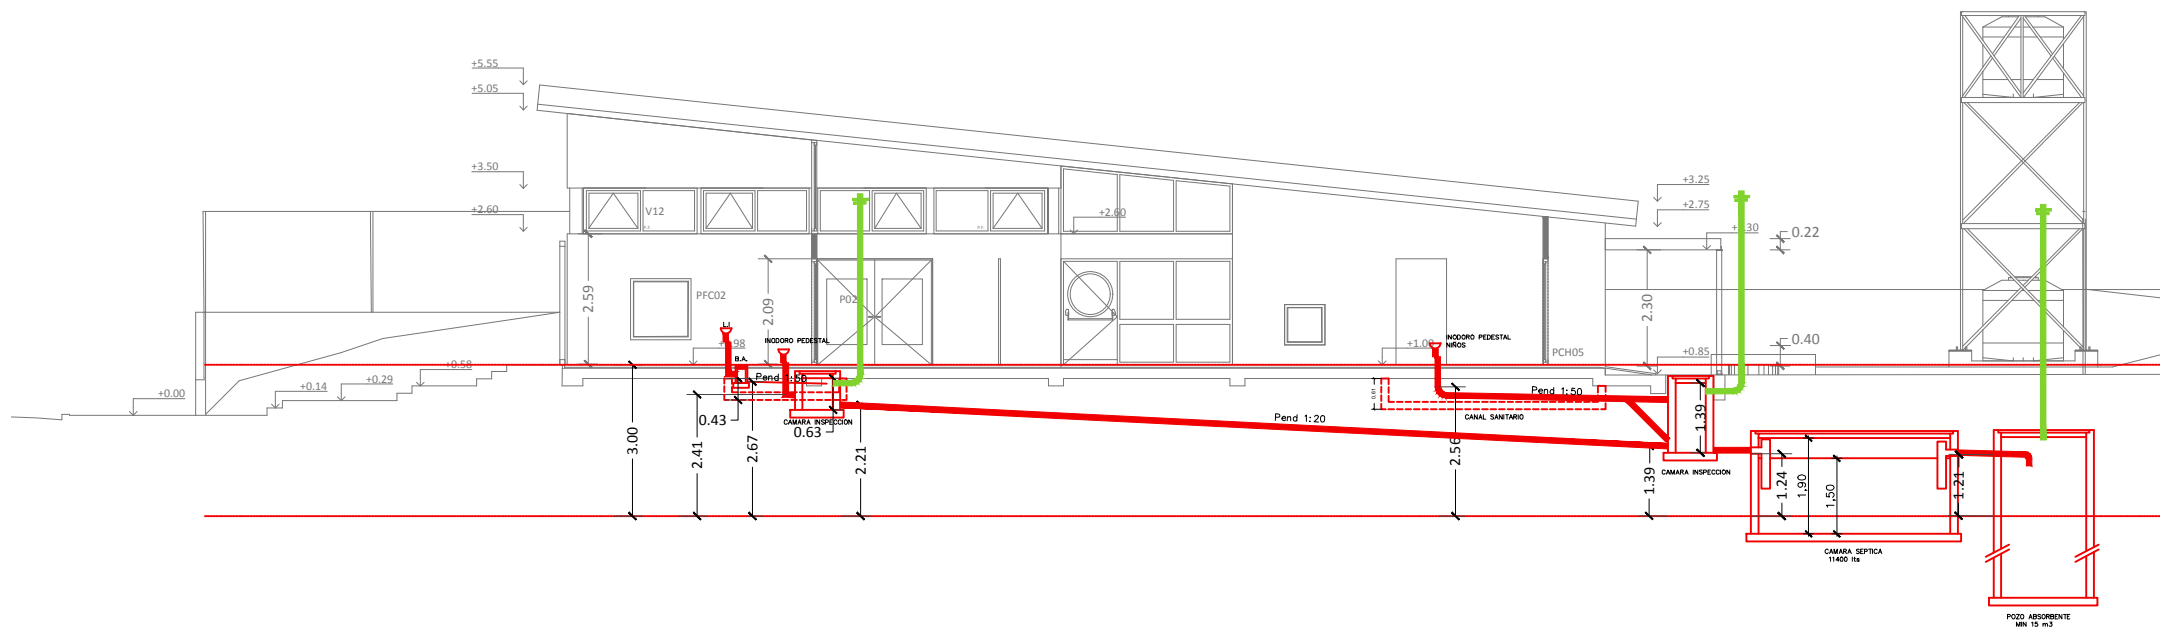 +5.55
+5.05
+3.50
+2.60
V12
+2.60
+3.25
+2.75
0.22
2.59
PFC02
2.09
P02
2.30
INODORO PEDESTAL
INODORO PEDESTAL
NIÑOS
+1.00
PCH05
+0.85
0.40
B.A.
+0.58
+0.29
+0.14
+0.00
Pend 1:50
Pend 1:50
0.43
CAMARA INSPECCION
0.63
Pend 1:20
CANAL SANITARIO
1.39
3.00
2.41
2.67
2.21
2.56
1.39
CAMARA INSPECCION
1.24
1,90
1,50
1.21
CAMARA SEPTICA
11400 lts
POZO ABSORBENTE
MIN 15 m3